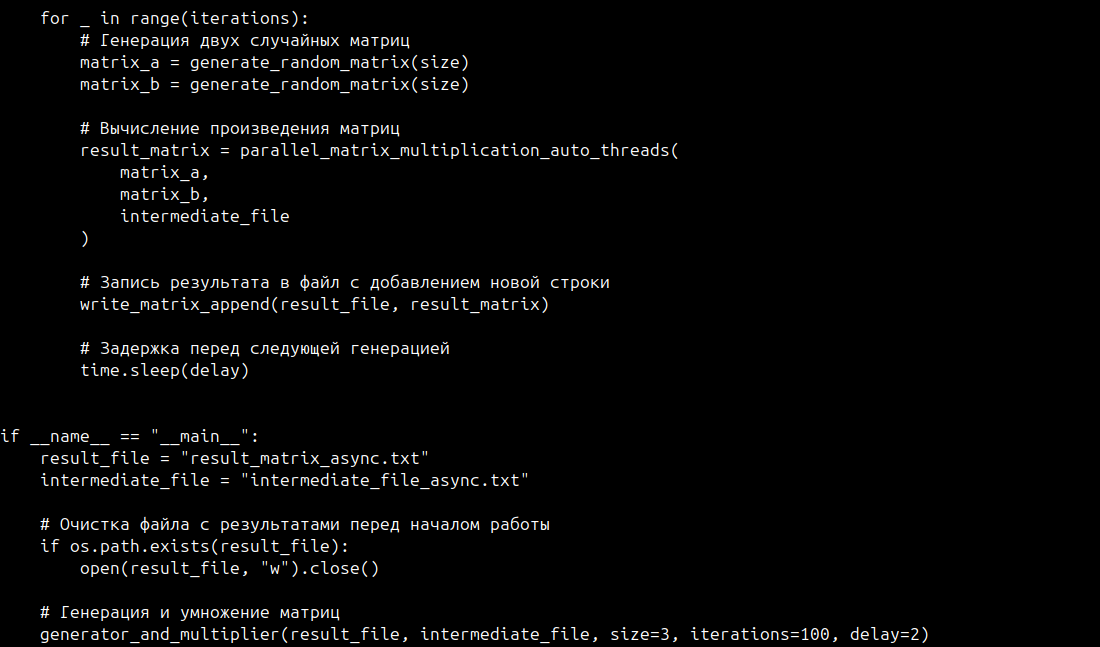 for _ in range(iterations):
        # Генерация двух случайных матриц
        matrix_a = generate_random_matrix(size)
        matrix_b = generate_random_matrix(size)

        # Вычисление произведения матриц
        result_matrix = parallel_matrix_multiplication_auto_threads(
            matrix_a,
            matrix_b,
            intermediate_file
        )

        # Запись результата в файл с добавлением новой строки
        write_matrix_append(result_file, result_matrix)

        # Задержка перед следующей генерацией
        time.sleep(delay)


if __name__ == "__main__":
    result_file = "result_matrix_async.txt"
    intermediate_file = "intermediate_file_async.txt"

    # Очистка файла с результатами перед началом работы
    if os.path.exists(result_file):
        open(result_file, "w").close()

    # Генерация и умножение матриц
    generator_and_multiplier(result_file, intermediate_file, size=3, iterations=100, delay=2)